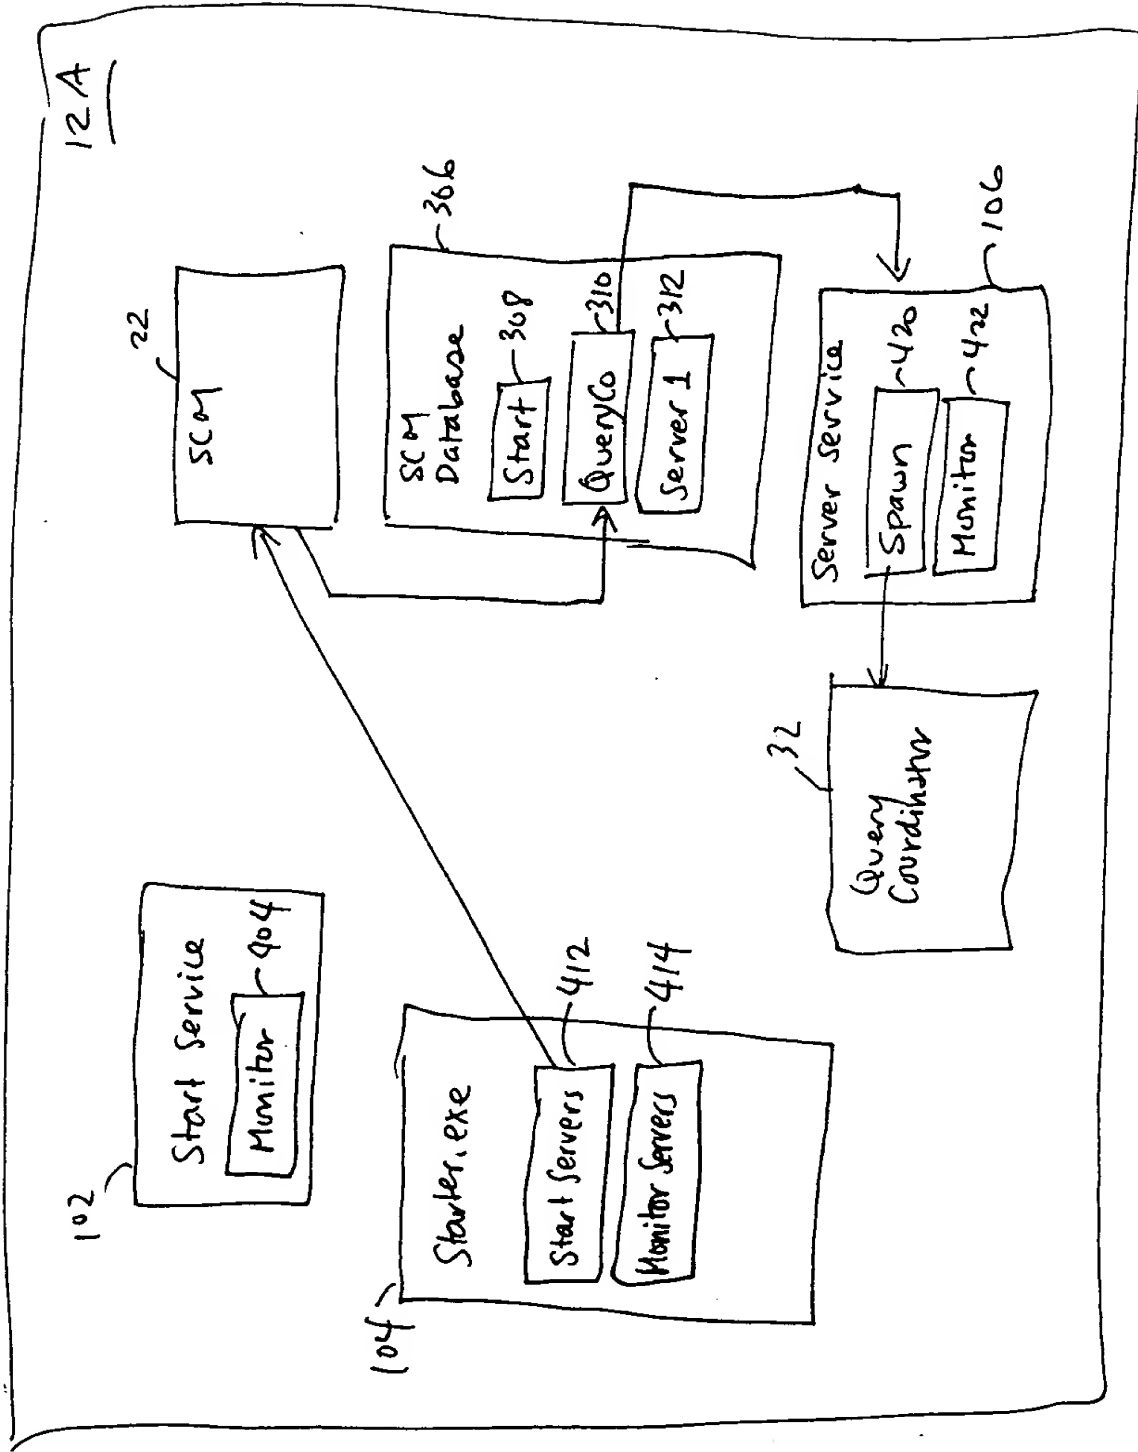 12A
102
Start Service
Monitor
404
22
SCM
104
Starter.exe
Start Servers
412
Monitor Servers
414
306
SCM
Database
Start
308
QueryCo
310
Server 1
312
32
Query
Coordinator
Server Service
Spawn
420
Monitor
422
106